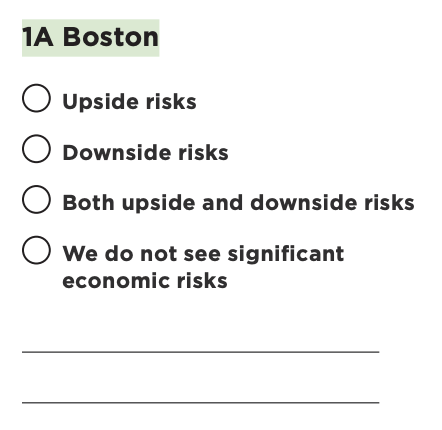 1A Boston
Upside risks
Downside risks
Both upside and downside risks
We do not see significant
economic risks